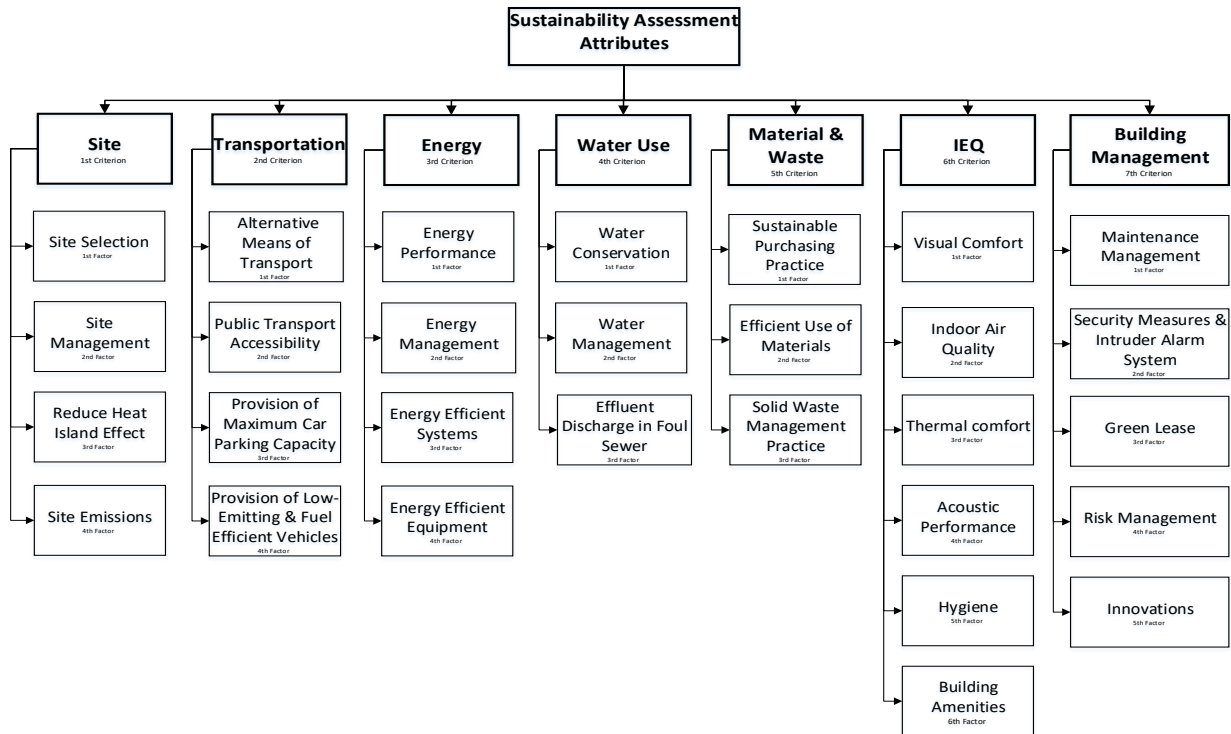 Sustainability Assessment
Attributes
Site
1st Criterion
Transportation
2nd Criterion
Energy
3rd Criterion
Water Use
4th Criterion
Material &
Waste
5th Criterion
IEQ
6th Criterion
Building
Management
7th Criterion
Site Selection
1st Factor
Site
Management
2nd Factor
Reduce Heat
Island Effect
3rd Factor
Site Emissions
4th Factor
Alternative
Means of
Transport
1st Factor
Public Transport
Accessibility
2nd Factor
Provision of
Maximum Car
Parking Capacity
3rd Factor
Provision of Low-
Emitting & Fuel
Efficient Vehicles
4th Factor
Energy
Performance
1st Factor
Energy
Management
2nd Factor
Energy Efficient
Systems
3rd Factor
Energy Efficient
Equipment
4th Factor
Water
Conservation
1st Factor
Water
Management
2nd Factor
Effluent
Discharge in Foul
Sewer
3rd Factor
Sustainable
Purchasing
Practice
1st Factor
Efficient Use of
Materials
2nd Factor
Solid Waste
Management
Practice
3rd Factor
Visual Comfort
1st Factor
Indoor Air
Quality
2nd Factor
Thermal comfort
3rd Factor
Acoustic
Performance
4th Factor
Hygiene
5th Factor
Building
Amenities
6th Factor
Maintenance
Management
1st Factor
Security Measures &
Intruder Alarm
System
2nd Factor
Green Lease
3rd Factor
Risk Management
4th Factor
Innovations
5th Factor